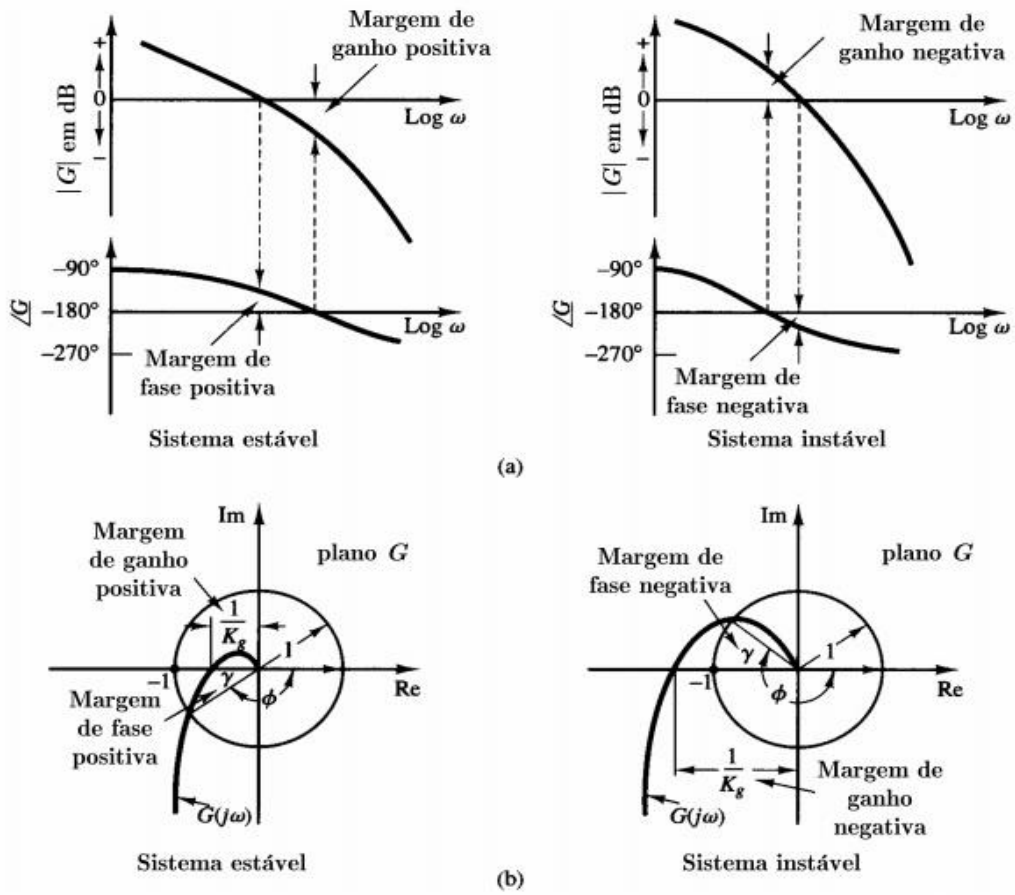 Margem de
ganho positiva
|G| em dB
+
0
−
Log ω
∠G
−90°
−180°
−270°
Log ω
Margem de
fase positiva
Sistema estável
Margem de
ganho negativa
|G| em dB
+
0
−
Log ω
∠G
−90°
−180°
−270°
Log ω
Margem de
fase negativa
Sistema instável
(a)
Im
Margem
de ganho
positiva
plano G
1
K_g
1
−1
γ
ϕ
Re
Margem
de fase
positiva
G(jω)
Sistema estável
Im
Margem de
fase negativa
plano G
γ
1
−1
ϕ
Re
1
K_g
Margem de
ganho
negativa
G(jω)
Sistema instável
(b)